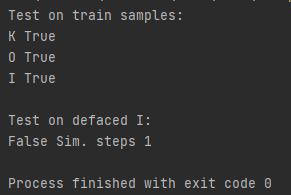 Test on train samples:
K True
O True
I True
Test on defaced I:
False Sim. steps 1
Process finished with exit code 0